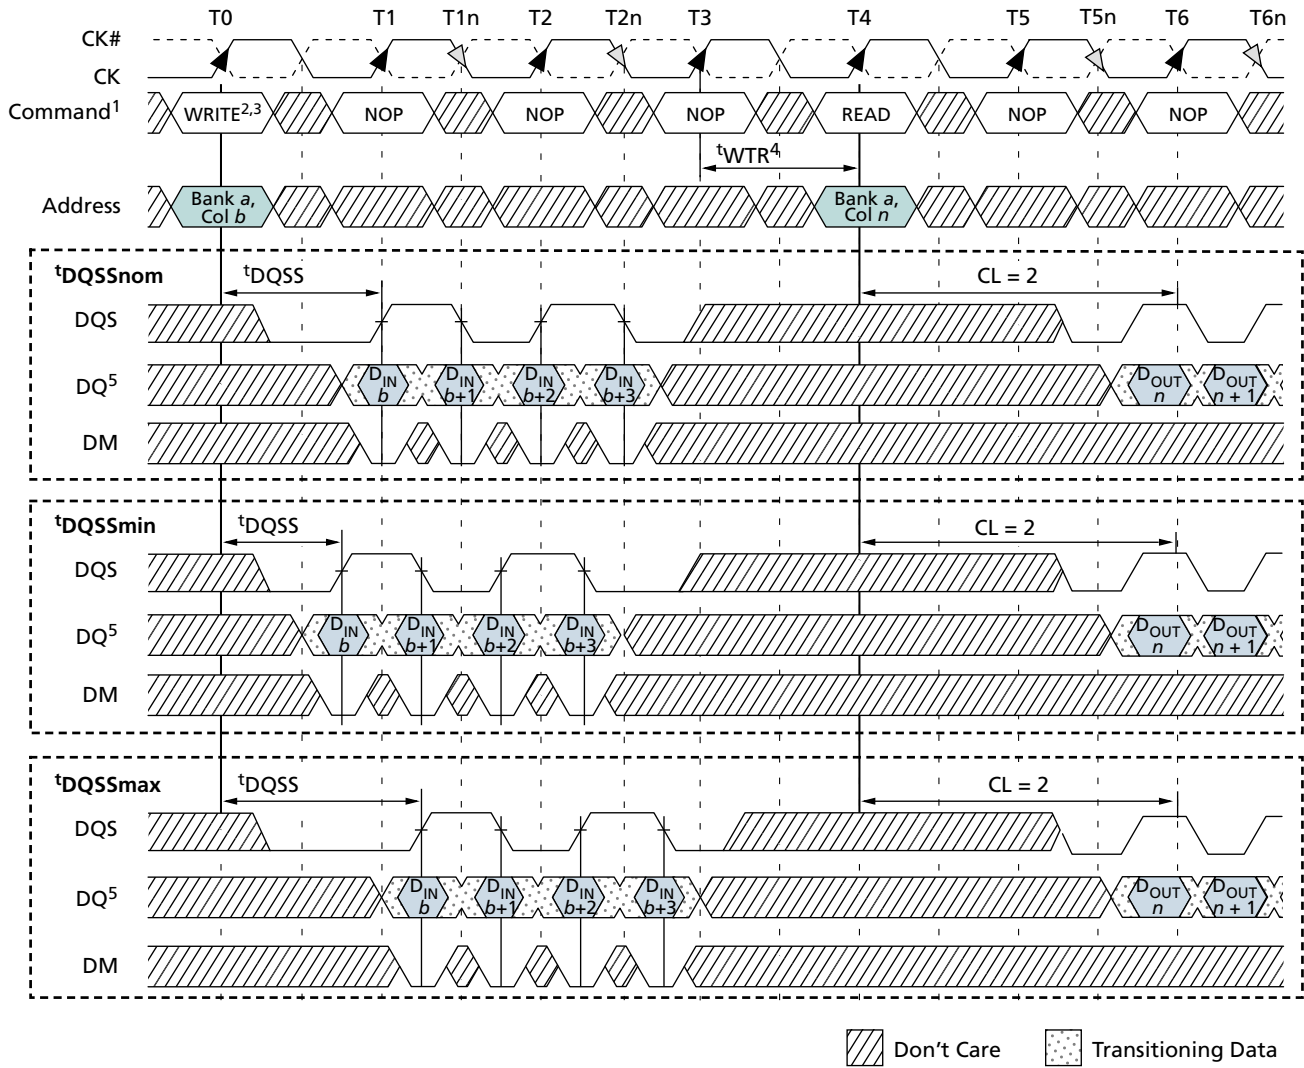 T0 T1 T1n T2 T2n T3 T4 T5 T5n T6 T6n
CK#
CK
Command1 WRITE2,3 NOP NOP NOP READ NOP NOP
tWTR4
Address Bank a, Col b Bank a, Col n
tDQSSnom tDQSS CL = 2
DQS
DQ5 DIN b DIN b+1 DIN b+2 DIN b+3 DOUT n DOUT n + 1
DM
tDQSSmin tDQSS CL = 2
DQS
DQ5 DIN b DIN b+1 DIN b+2 DIN b+3 DOUT n DOUT n + 1
DM
tDQSSmax tDQSS CL = 2
DQS
DQ5 DIN b DIN b+1 DIN b+2 DIN b+3 DOUT n DOUT n + 1
DM
Don't Care Transitioning Data